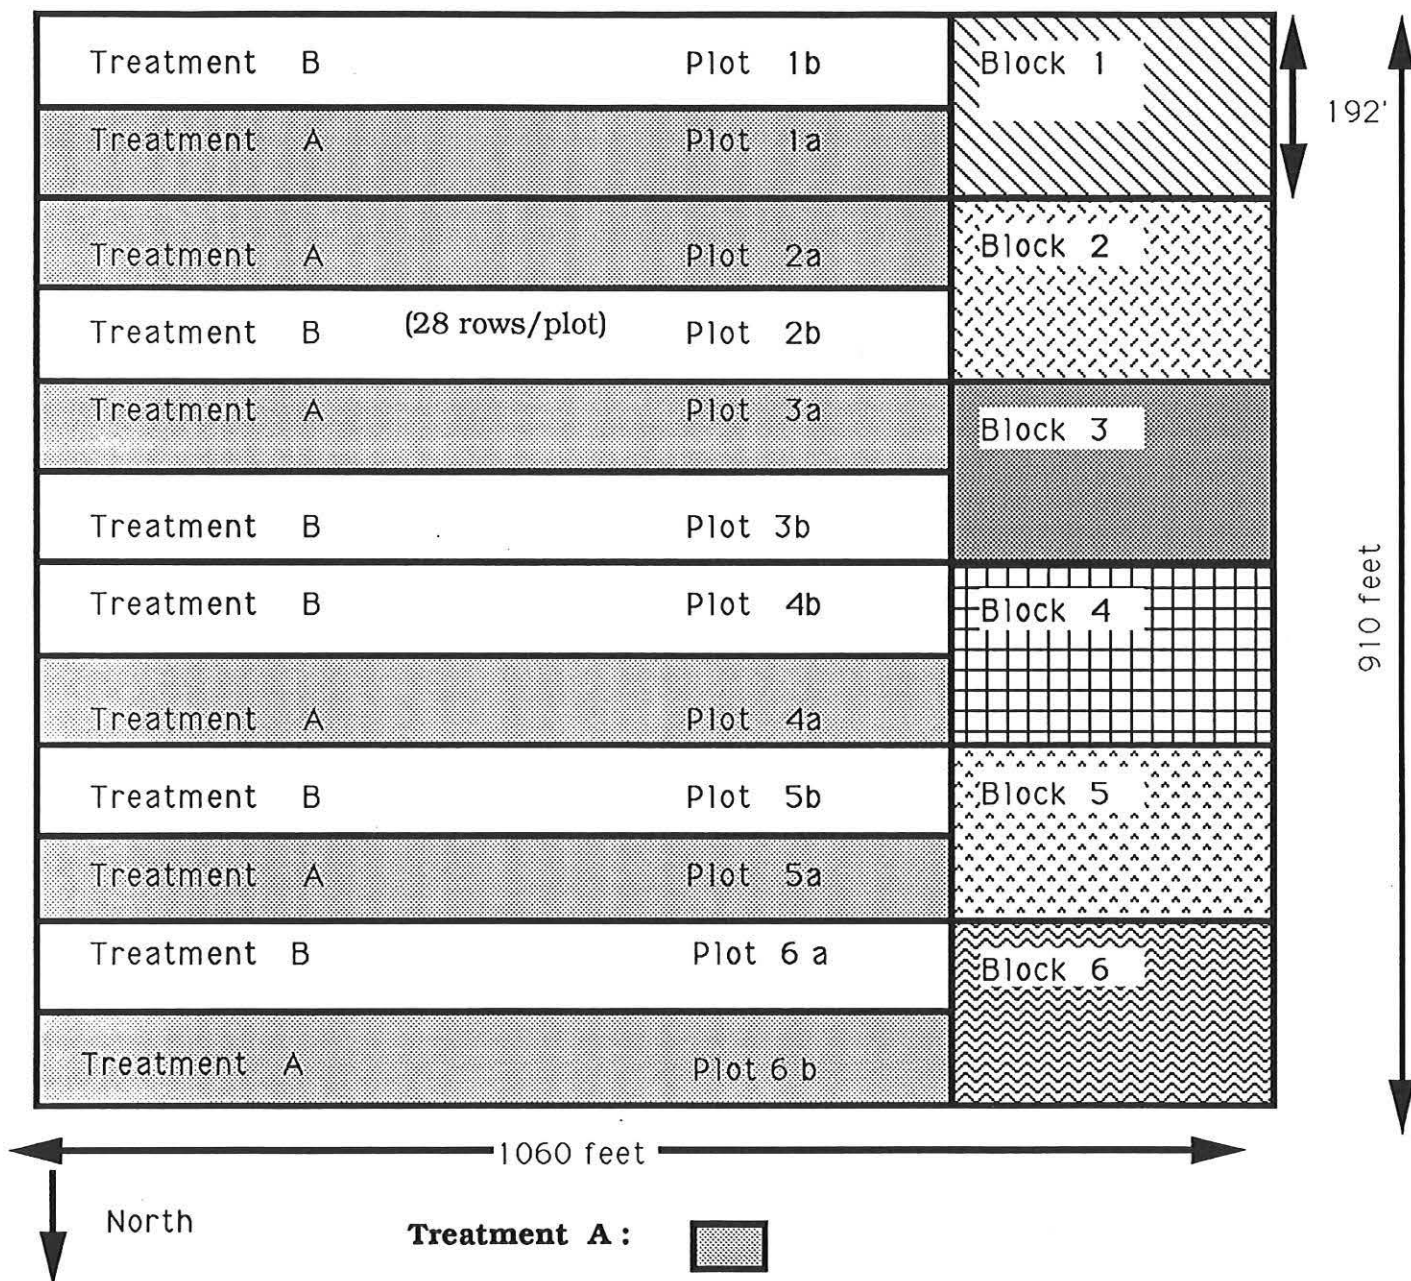 Treatment B Plot 1b Block 1
192'
Treatment A Plot 1a
Treatment A Plot 2a Block 2
Treatment B (28 rows/plot) Plot 2b
Treatment A Plot 3a Block 3
Treatment B Plot 3b
910 feet
Treatment B Plot 4b Block 4
Treatment A Plot 4a
Treatment B Plot 5b Block 5
Treatment A Plot 5a
Treatment B Plot 6 a Block 6
Treatment A Plot 6 b
1060 feet
North
Treatment A :